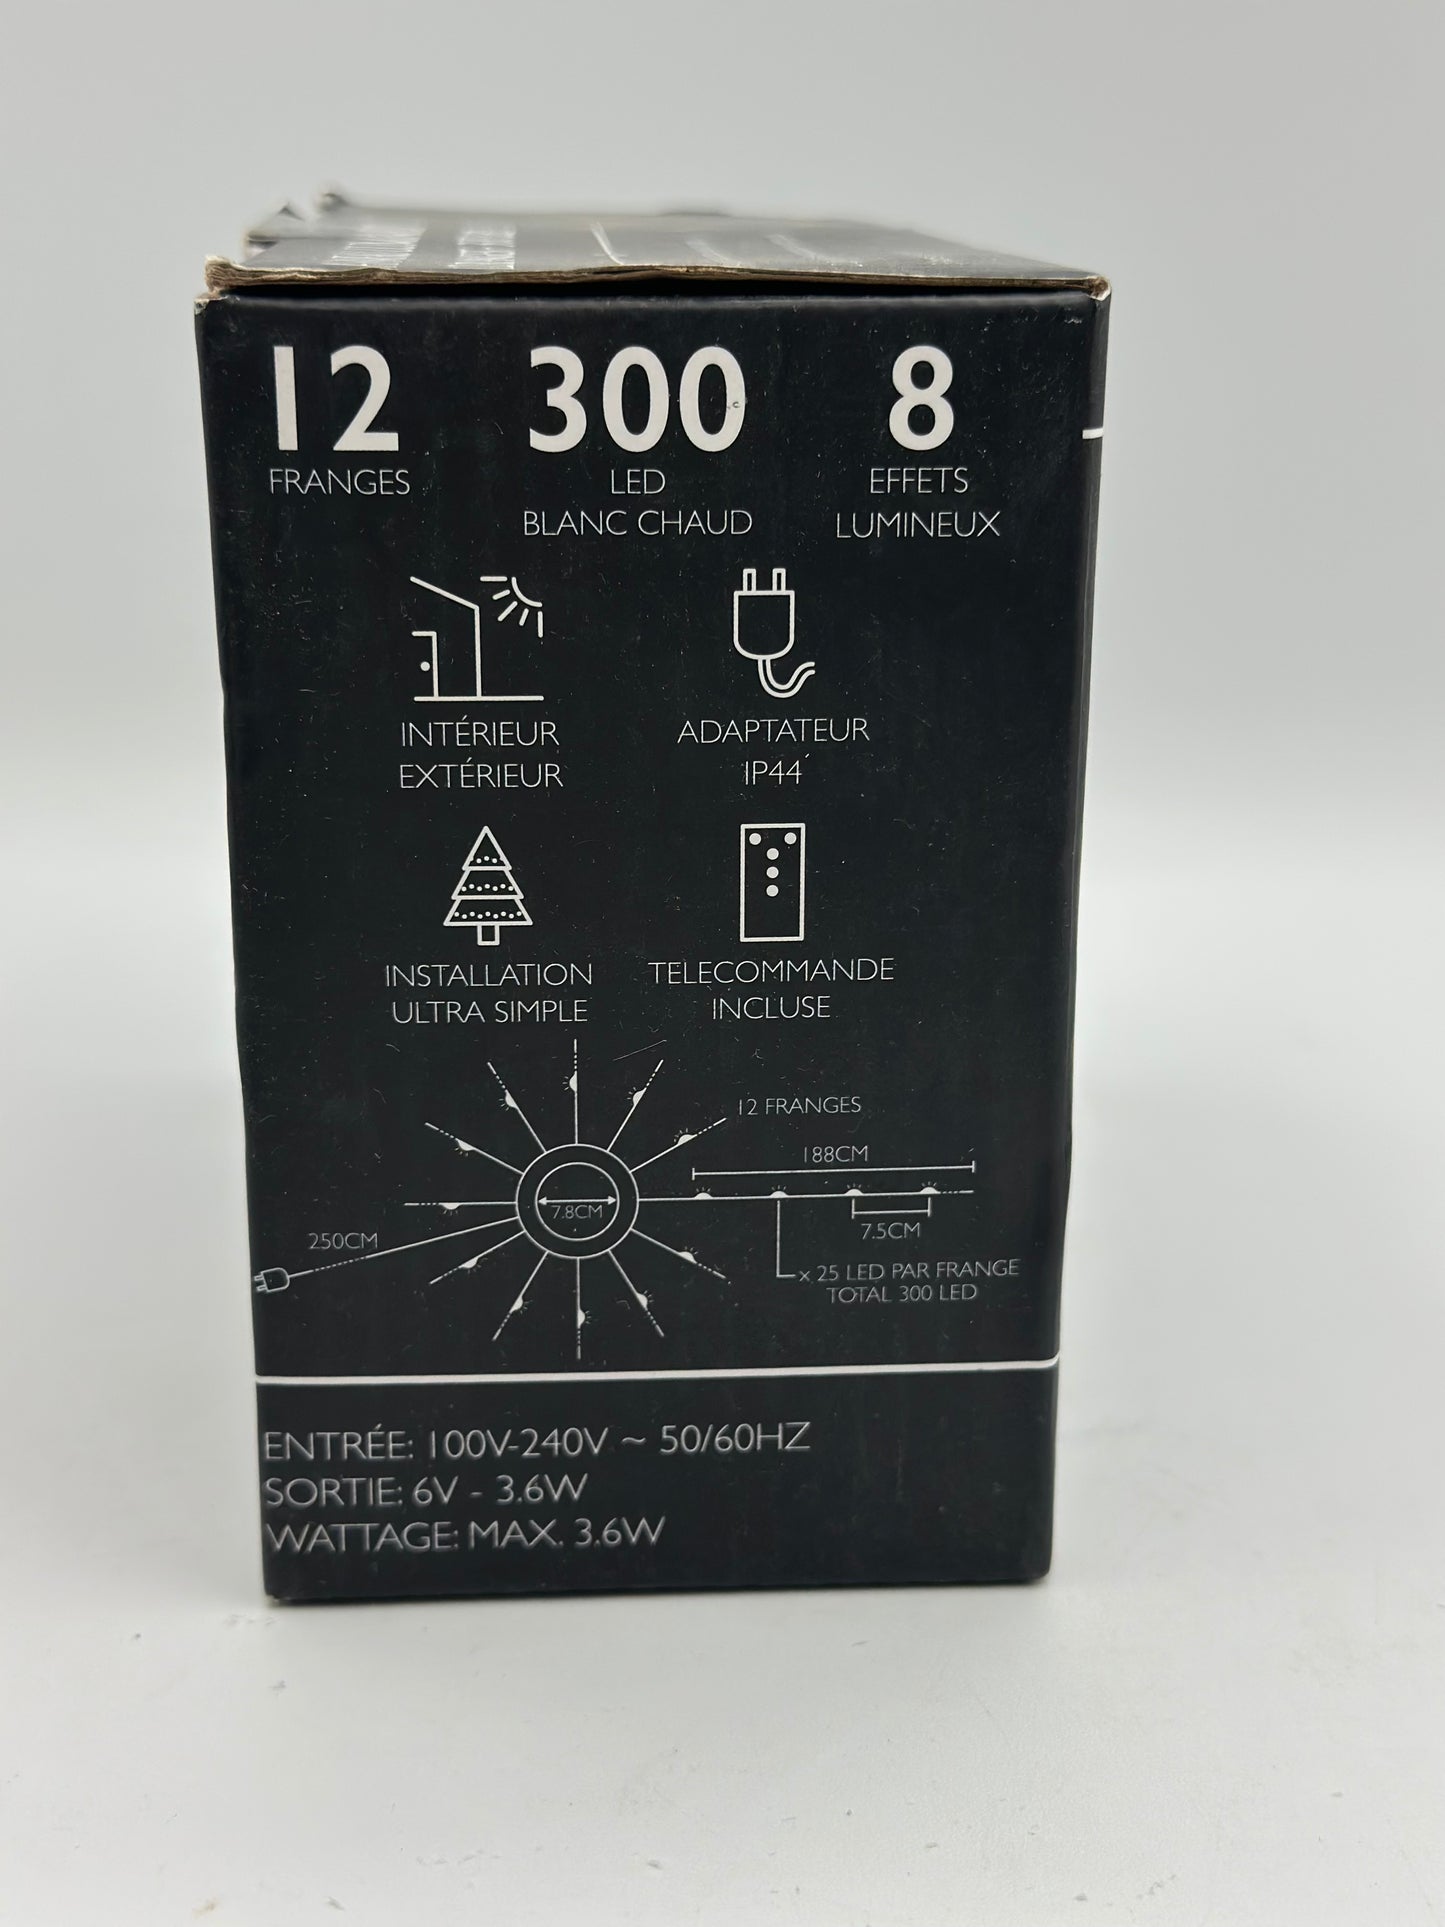 12 300 8
FRANGES LED EFFETS
BLANC CHAUD LUMINEUX
INTÉRIEUR ADAPTATEUR
EXTÉRIEUR IP44
INSTALLATION TELECOMMANDE
ULTRA SIMPLE INCLUSE
12 FRANGES
188CM
7.8CM
7.5CM
250CM
x 25 LED PAR FRANGE
TOTAL 300 LED
ENTRÉE: 100V-240V ~ 50/60HZ
SORTIE: 6V - 3.6W
WATTAGE: MAX. 3.6W